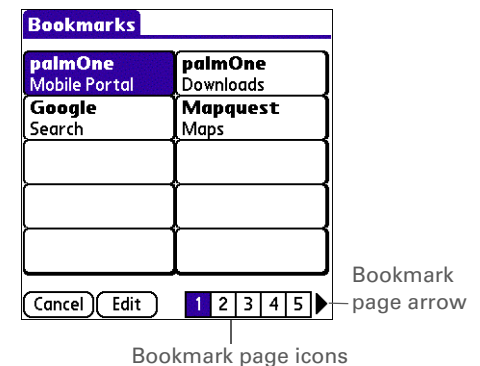 Bookmarks
palmOne
Mobile Portal
palmOne
Downloads
Google
Search
Mapquest
Maps
Cancel Edit 1 2 3 4 5
Bookmark
page arrow
Bookmark page icons